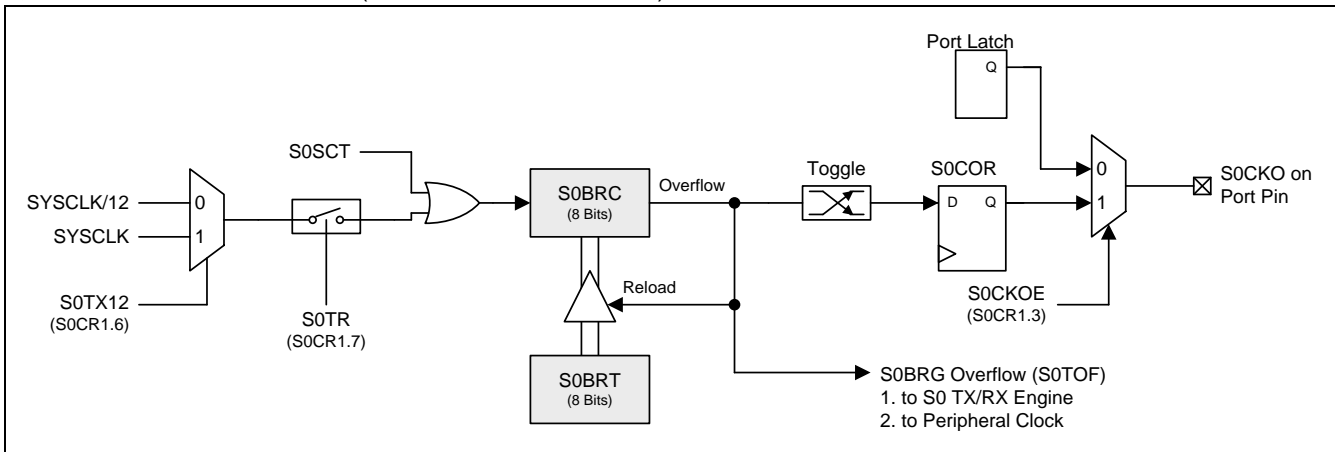 Port Latch
Q
S0SCT
Toggle
S0COR
SYSCLK/12
0
S0BRC
(8 Bits)
Overflow
D
Q
0
1
S0CKO on
Port Pin
SYSCLK
1
S0TX12
(S0CR1.6)
S0TR
(S0CR1.7)
Reload
S0CKOE
(S0CR1.3)
S0BRT
(8 Bits)
S0BRG Overflow (S0TOF)
1. to S0 TX/RX Engine
2. to Peripheral Clock